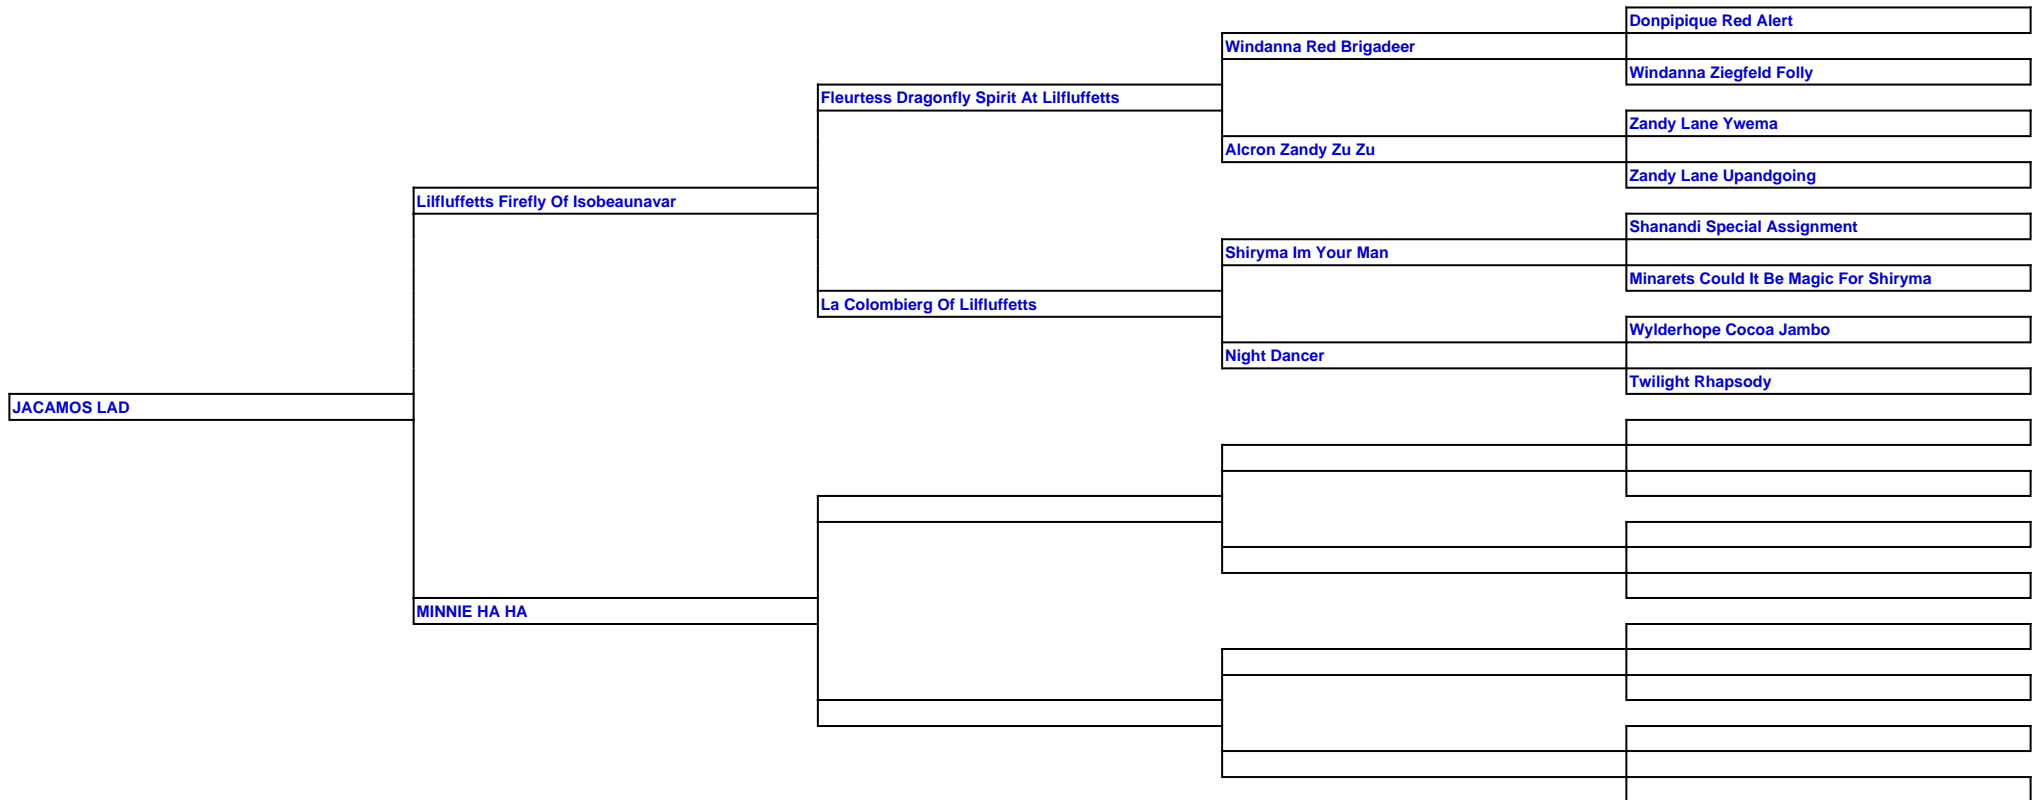 Donpipique Red Alert
Windanna Red Brigadeer
Windanna Ziegfeld Folly
Fleurtess Dragonfly Spirit At Lilfluffetts
Zandy Lane Ywema
Alcron Zandy Zu Zu
Zandy Lane Upandgoing
Lilfluffetts Firefly Of Isobeaunavar
Shanandi Special Assignment
Shiryma Im Your Man
Minarets Could It Be Magic For Shiryma
La Colombierg Of Lilfluffetts
Wylderhope Cocoa Jambo
Night Dancer
Twilight Rhapsody
JACAMOS LAD
MINNIE HA HA